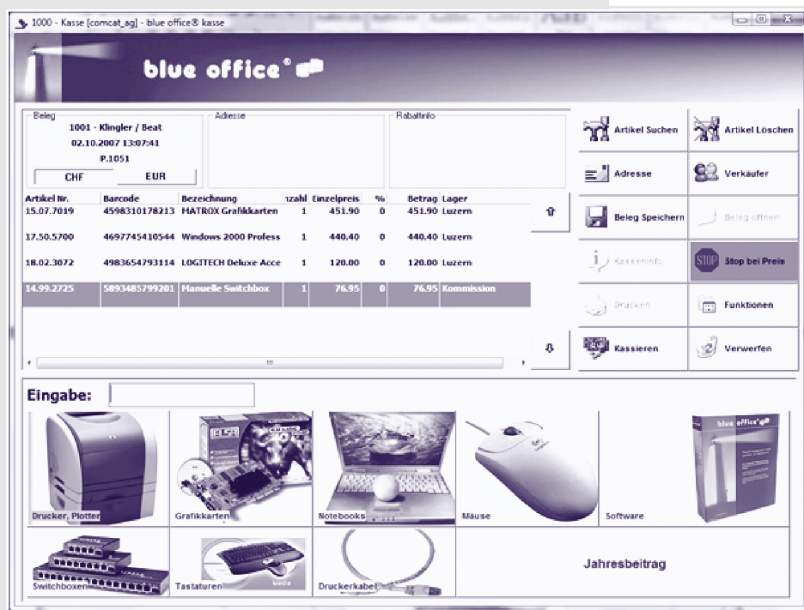 1000 - Kasse [comcat_ag] - blue office® kasse
blue office®
Beleg
Adresse
Rabattinfo
1001 - Klingler / Beat
02.10.2007 13:07:41
P.1051
CHF
EUR
Artikel Suchen
Artikel Löschen
Adresse
Verkäufer
Beleg Speichern
Beleg öffnen
Kasseninfo
STOP
Stop bei Preis
Drucken
Funktionen
Kassieren
Verwerfen
Artikel Nr. Barcode Bezeichnung nzahl Einzelpreis % Betrag Lager
15.07.7019 4598310178213 MATROX Grafikkarten 1 451.90 0 451.90 Luzern
17.50.5700 4697745410544 Windows 2000 Profess 1 440.40 0 440.40 Luzern
18.02.3072 4983654793114 LOGITECH Deluxe Acce 1 120.00 0 120.00 Luzern
14.99.2725 5893485799201 Manuelle Switchbox 1 76.95 0 76.95 Kommission
Eingabe:
Drucker, Plotter
ELSA
Grafikkarten
Notebooks
Mäuse
blue office®
Software
Switchboxen
Tastaturen
Druckerkabel
Jahresbeitrag